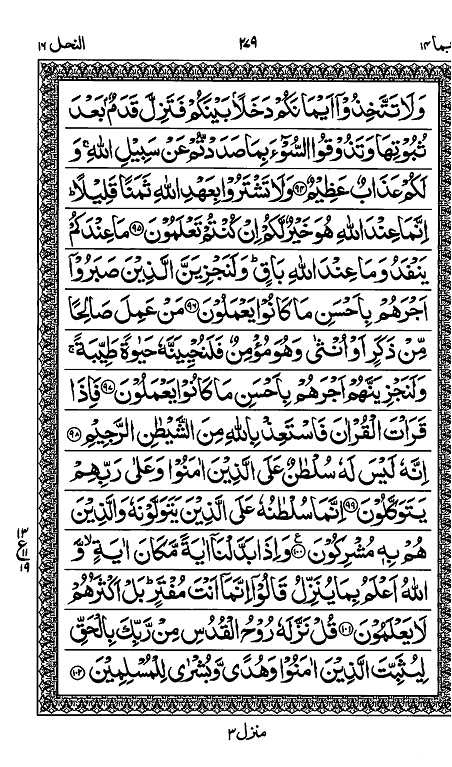 ربما ۱۴ ۲۷۹ النحل ۱۶
وَلَا تَتَّخِذُوْٓا اَيْمَانَكُمْ دَخَلًاۢ بَيْنَكُمْ فَتَزِلَّ قَدَمٌۢ بَعْدَ
ثُبُوْتِهَا وَتَذُوْقُوا السُّوْٓءَ بِمَا صَدَدْتُّمْ عَنْ سَبِيْلِ اللّٰهِ ۚ وَ
لَكُمْ عَذَابٌ عَظِيْمٌ ﴿۹۴﴾ وَلَا تَشْتَرُوْا بِعَهْدِ اللّٰهِ ثَمَنًا قَلِيْلًا ؕ
اِنَّمَا عِنْدَ اللّٰهِ هُوَ خَيْرٌ لَّكُمْ اِنْ كُنْتُمْ تَعْلَمُوْنَ ﴿۹۵﴾ مَا عِنْدَكُمْ
يَنْفَدُ وَمَا عِنْدَ اللّٰهِ بَاقٍ ؕ وَلَنَجْزِيَنَّ الَّذِيْنَ صَبَرُوْٓا
اَجْرَهُمْ بِاَحْسَنِ مَا كَانُوْا يَعْمَلُوْنَ ﴿۹۶﴾ مَنْ عَمِلَ صَالِحًا
مِّنْ ذَكَرٍ اَوْ اُنْثٰى وَهُوَ مُؤْمِنٌ فَلَنُحْيِيَنَّهٗ حَيٰوةً طَيِّبَةً ۚ
وَلَنَجْزِيَنَّهُمْ اَجْرَهُمْ بِاَحْسَنِ مَا كَانُوْا يَعْمَلُوْنَ ﴿۹۷﴾ فَاِذَا
قَرَاْتَ الْقُرْاٰنَ فَاسْتَعِذْ بِاللّٰهِ مِنَ الشَّيْطٰنِ الرَّجِيْمِ ﴿۹۸﴾
اِنَّهٗ لَيْسَ لَهٗ سُلْطٰنٌ عَلَى الَّذِيْنَ اٰمَنُوْا وَعَلٰى رَبِّهِمْ
يَتَوَكَّلُوْنَ ﴿۹۹﴾ اِنَّمَا سُلْطٰنُهٗ عَلَى الَّذِيْنَ يَتَوَلَّوْنَهٗ وَالَّذِيْنَ
هُمْ بِهٖ مُشْرِكُوْنَ ﴿۱۰۰﴾ وَاِذَا بَدَّلْنَآ اٰيَةً مَّكَانَ اٰيَةٍ ۙ وَّ
اللّٰهُ اَعْلَمُ بِمَا يُنَزِّلُ قَالُوْٓا اِنَّمَآ اَنْتَ مُفْتَرٍ ؕ بَلْ اَكْثَرُهُمْ
لَا يَعْلَمُوْنَ ﴿۱۰۱﴾ قُلْ نَزَّلَهٗ رُوْحُ الْقُدُسِ مِنْ رَّبِّكَ بِالْحَقِّ
لِيُثَبِّتَ الَّذِيْنَ اٰمَنُوْا وَهُدًى وَّبُشْرٰى لِلْمُسْلِمِيْنَ ﴿۱۰۲﴾
۱۳
ع
۱۱
۱۹
منزل ۳